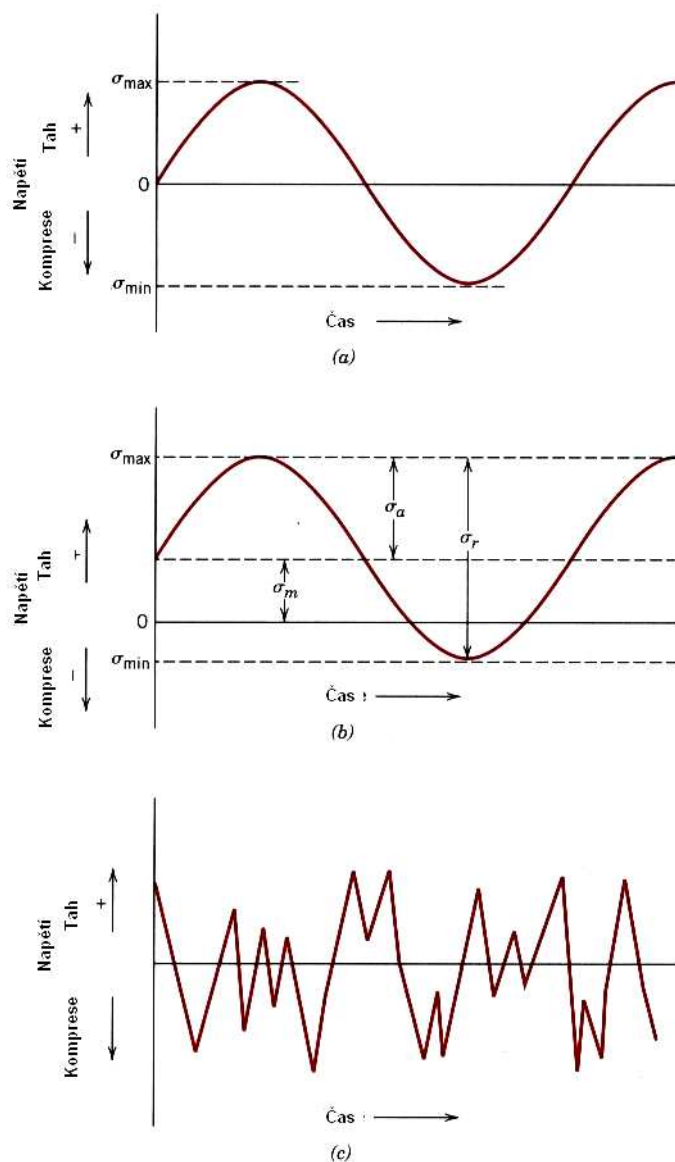 σmax
Tah +
0
Napětí
Komprese −
σmin
Čas
(a)
σmax
σa
σr
Tah
σm
Napětí
0
Komprese −
σmin
Čas
(b)
Tah +
Napětí
Komprese
Čas
(c)